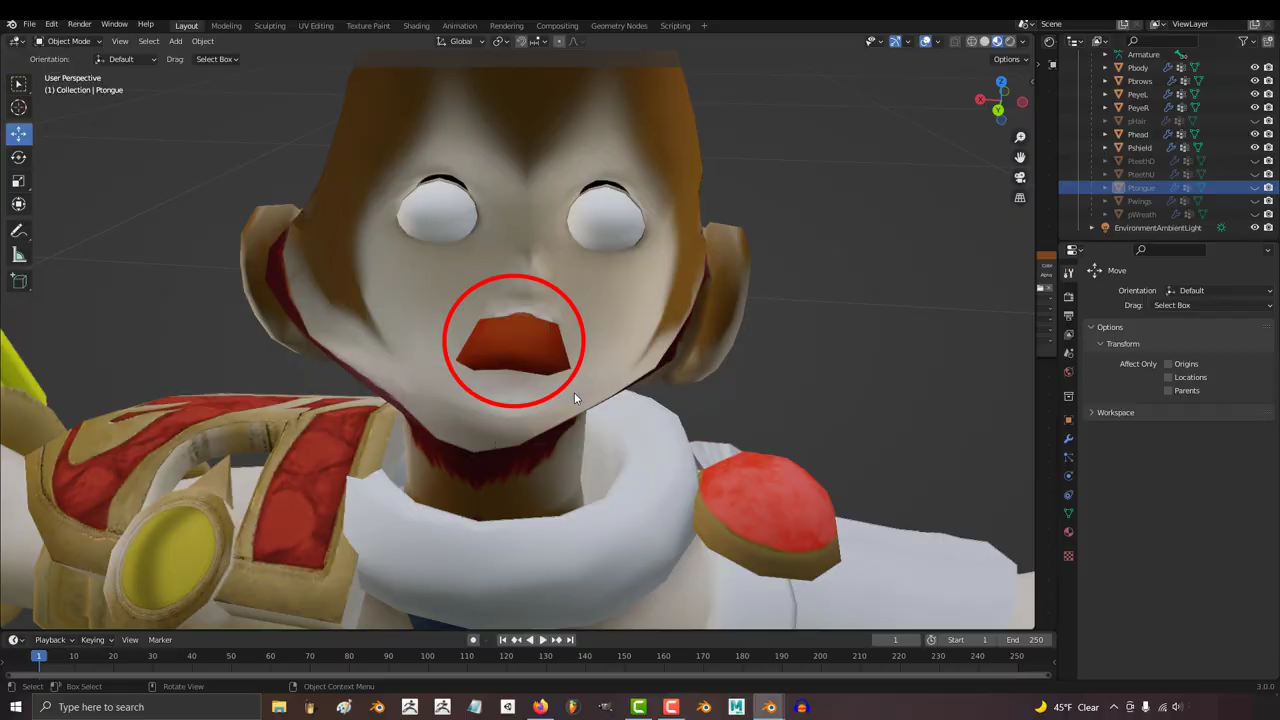 File Edit Render Window Help Layout Modeling Sculpting UV Editing Texture Paint Shading Animation Rendering Compositing Geometry Nodes Scripting + Scene ViewLayer
Object Mode View Select Add Object Global Options
Orientation: Default Drag: Select Box
User Perspective
(1) Collection | Ptongue
X
Y
Z
Armature
Pbody
Pbrows
PeyeL
PeyeR
pHair
Phead
Pshield
PteethD
PteethU
Ptongue
Pwings
pWreath
EnvironmentAmbientLight
Color
Alpha
Move
Orientation Default
Drag: Select Box
Options
Transform
Affect Only Origins
Locations
Parents
Workspace
Playback Keying View Marker 1 Start 1 End 250
1 10 20 30 40 50 60 70 80 90 100 110 120 130 140 150 160 170 180 190 200 210 220 230 240 250
Select Box Select Rotate View Object Context Menu 3.0.0
Type here to search 45°F Clear